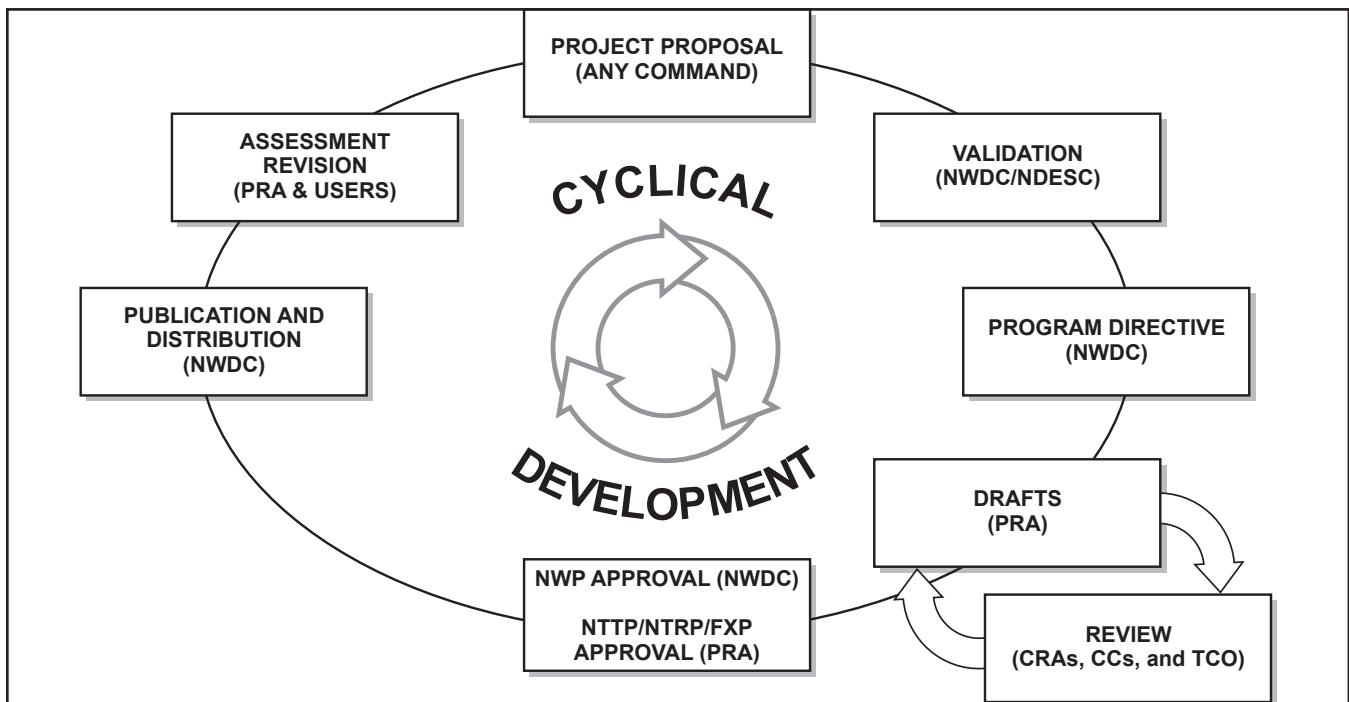 PROJECT PROPOSAL
(ANY COMMAND)
VALIDATION
(NWDC/NDESC)
PROGRAM DIRECTIVE
(NWDC)
DRAFTS
(PRA)
REVIEW
(CRAs, CCs, and TCO)
NWP APPROVAL (NWDC)
NTTP/NTRP/FXP
APPROVAL (PRA)
PUBLICATION AND
DISTRIBUTION
(NWDC)
ASSESSMENT
REVISION
(PRA & USERS)
CYCLICAL
DEVELOPMENT